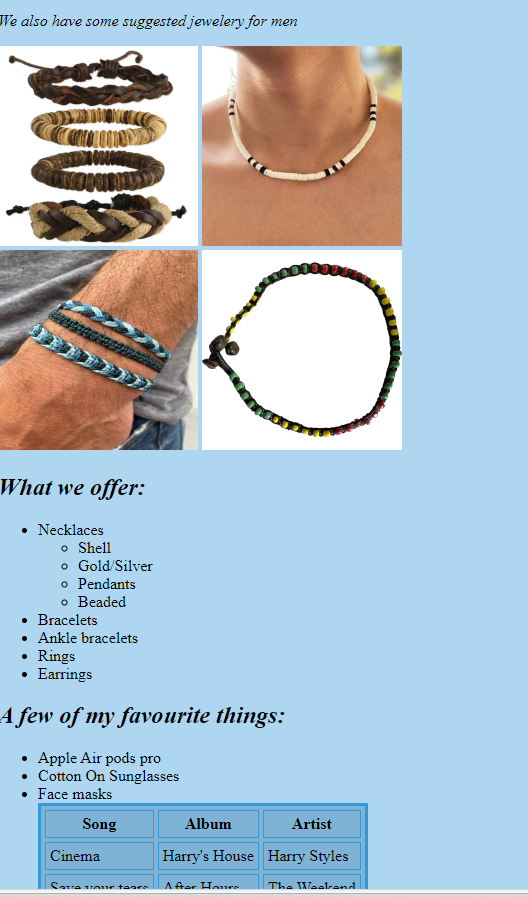 We also have some suggested jewelery for men
What we offer:
Necklaces
Shell
Gold/Silver
Pendants
Beaded
Bracelets
Ankle bracelets
Rings
Earrings
A few of my favourite things:
Apple Air pods pro
Cotton On Sunglasses
Face masks
Song Album Artist
Cinema Harry's House Harry Styles
Save your tears After Hours The Weekend